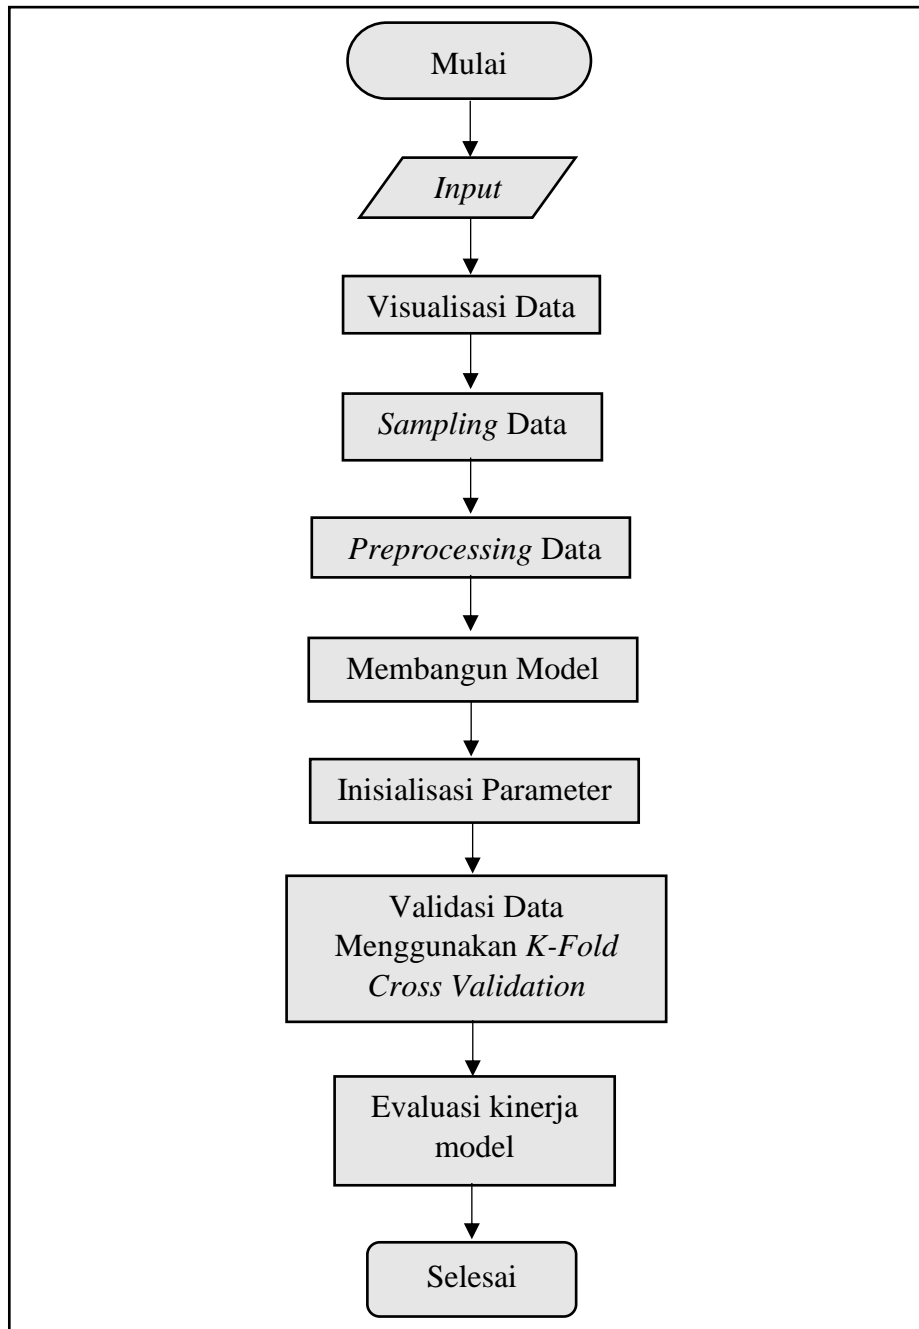 Mulai
Input
Visualisasi Data
Sampling Data
Preprocessing Data
Membangun Model
Inisialisasi Parameter
Validasi Data
Menggunakan K-Fold
Cross Validation
Evaluasi kinerja
model
Selesai